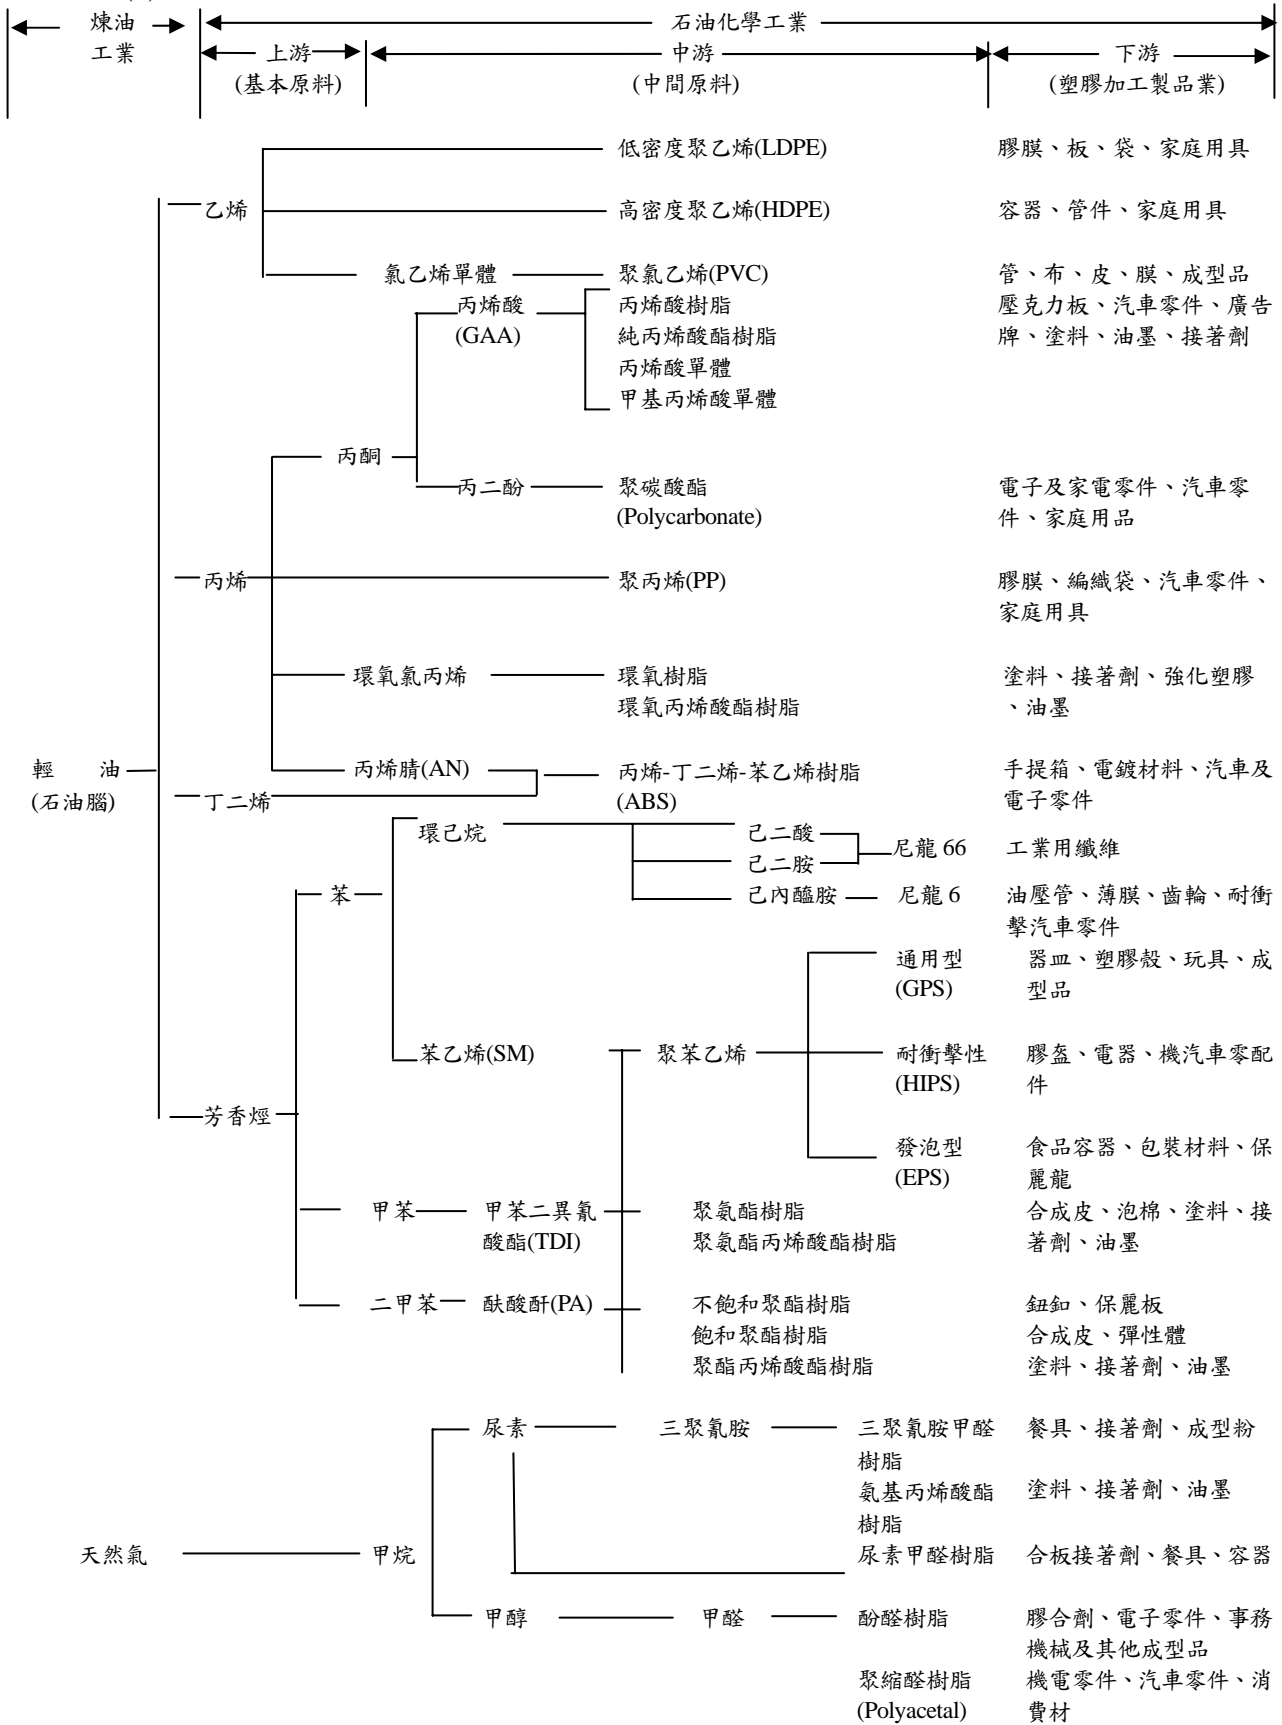 煉油
工業
石油化學工業
上游
(基本原料)
中游
(中間原料)
下游
(塑膠加工製品業)
低密度聚乙烯(LDPE)
膠膜、板、袋、家庭用具
乙烯
高密度聚乙烯(HDPE)
容器、管件、家庭用具
氯乙烯單體
聚氯乙烯(PVC)
管、布、皮、膜、成型品
丙烯酸
(GAA)
丙烯酸樹脂
純丙烯酸酯樹脂
丙烯酸單體
甲基丙烯酸單體
壓克力板、汽車零件、廣告
牌、塗料、油墨、接著劑
丙酮
丙二酚
聚碳酸酯
(Polycarbonate)
電子及家電零件、汽車零
件、家庭用品
丙烯
聚丙烯(PP)
膠膜、編織袋、汽車零件、
家庭用具
環氧氯丙烯
環氧樹脂
環氧丙烯酸酯樹脂
塗料、接著劑、強化塑膠
、油墨
輕 油
(石油腦)
丙烯腈(AN)
丁二烯
丙烯-丁二烯-苯乙烯樹脂
(ABS)
手提箱、電鍍材料、汽車及
電子零件
環己烷
己二酸
己二胺
尼龍 66
工業用纖維
苯
己內醯胺
尼龍 6
油壓管、薄膜、齒輪、耐衝
擊汽車零件
通用型
(GPS)
器皿、塑膠殼、玩具、成
型品
苯乙烯(SM)
聚苯乙烯
耐衝擊性
(HIPS)
膠盔、電器、機汽車零配
件
芳香烴
發泡型
(EPS)
食品容器、包裝材料、保
麗龍
甲苯
甲苯二異氰
酸酯(TDI)
聚氨酯樹脂
聚氨酯丙烯酸酯樹脂
合成皮、泡棉、塗料、接
著劑、油墨
二甲苯
酞酸酐(PA)
不飽和聚酯樹脂
鈕釦、保麗板
飽和聚酯樹脂
合成皮、彈性體
聚酯丙烯酸酯樹脂
塗料、接著劑、油墨
尿素
三聚氰胺
三聚氰胺甲醛
樹脂
餐具、接著劑、成型粉
氨基丙烯酸酯
樹脂
塗料、接著劑、油墨
天然氣
甲烷
尿素甲醛樹脂
合板接著劑、餐具、容器
甲醇
甲醛
酚醛樹脂
膠合劑、電子零件、事務
機械及其他成型品
聚縮醛樹脂
(Polyacetal)
機電零件、汽車零件、消
費材